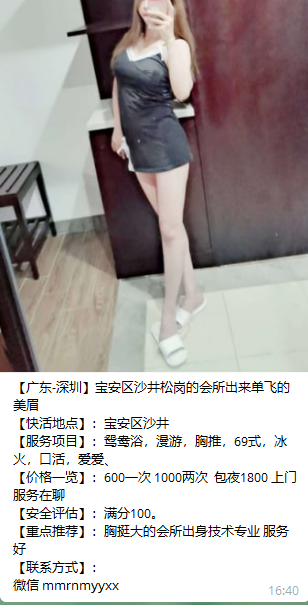 【广东-深圳】宝安区沙井松岗的会所出来单飞的
美眉
【快活地点】：宝安区沙井
【服务项目】：鸳鸯浴，漫游，胸推，69式，冰
火，口活，爱爱、
【价格一览】：600一次 1000两次 包夜1800 上门
服务在聊
【安全评估】：满分100。
【重点推荐】：胸挺大的会所出身技术专业 服务
好
【联系方式】：
微信 mmrnmyyxx
16:40